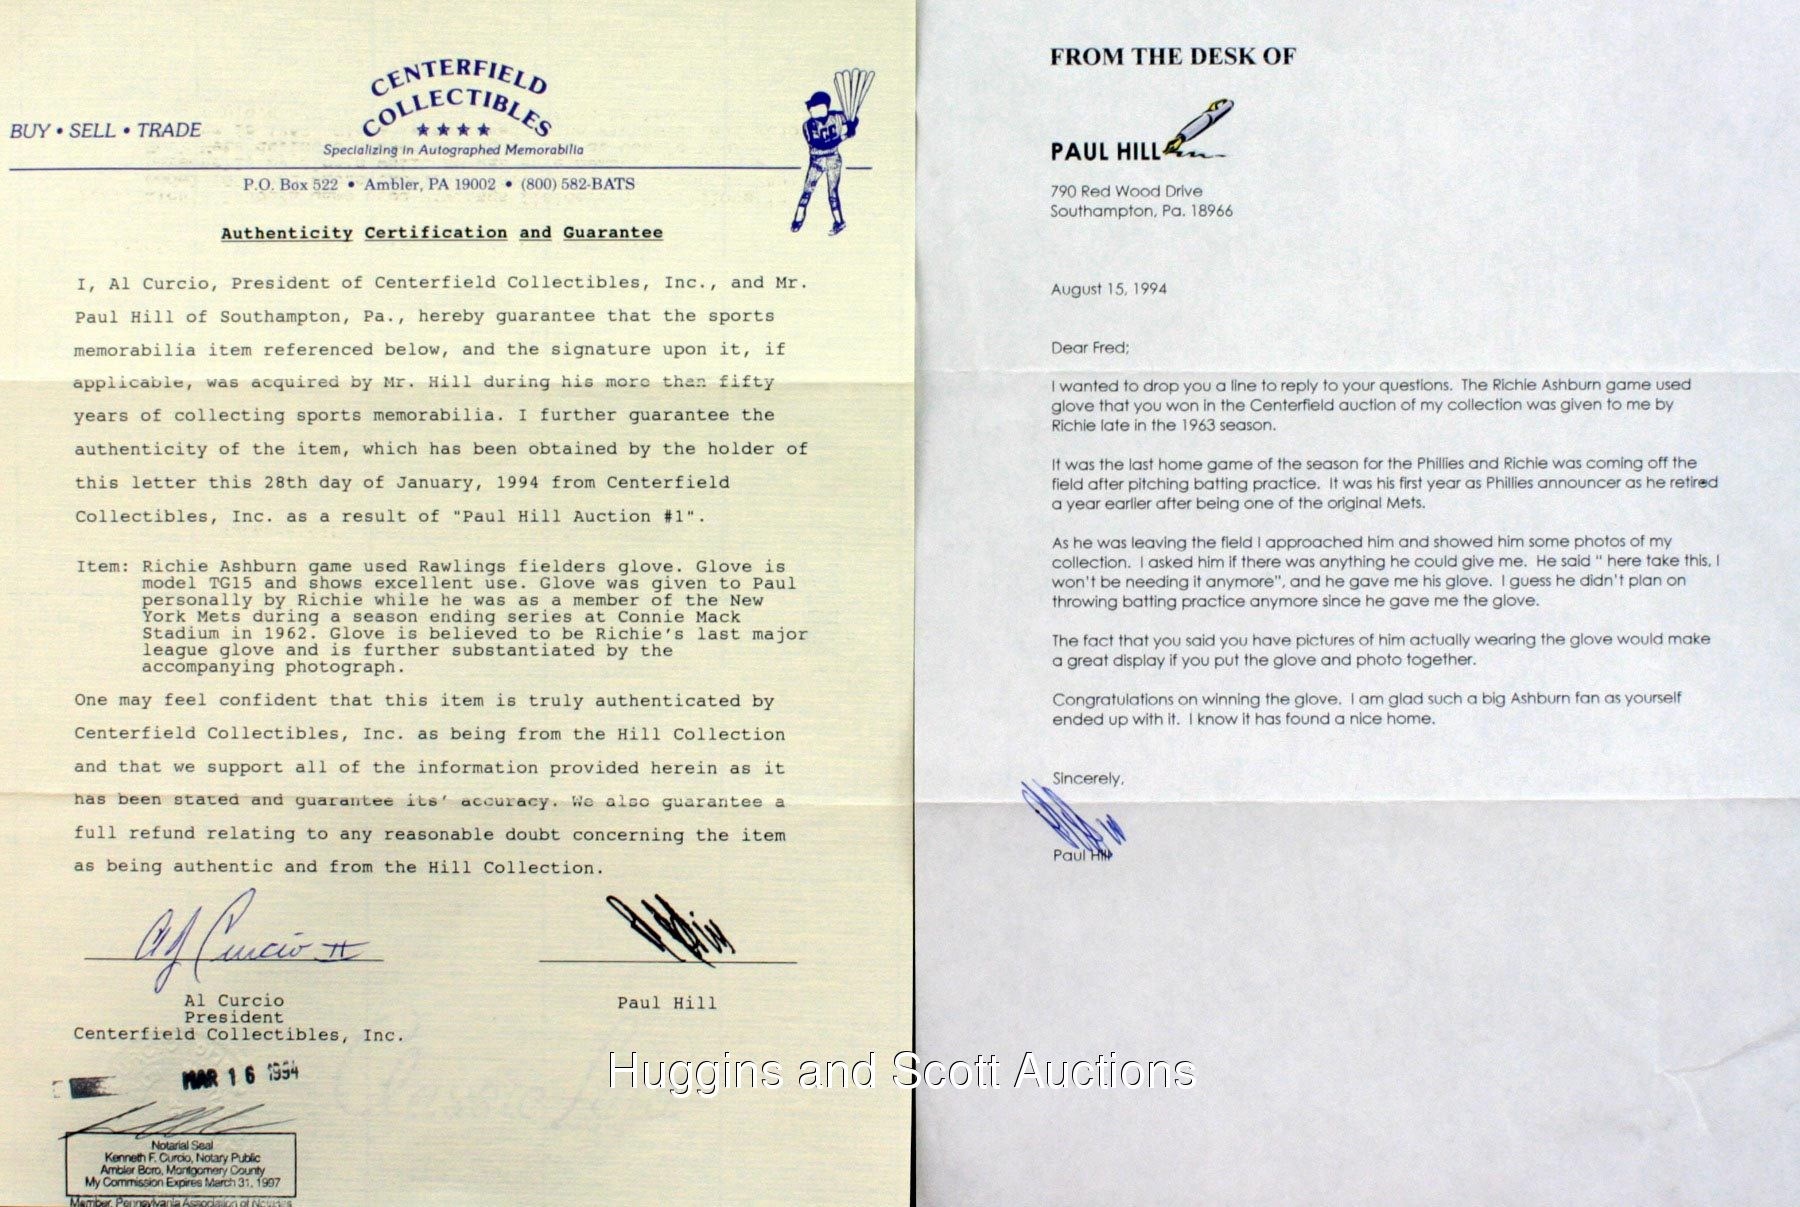 CENTERFIELD
COLLECTIBLES
BUY • SELL • TRADE
Specializing in Autographed Memorabilia
P.O. Box 522 • Ambler, PA 19002 • (800) 582-BATS
Authenticity Certification and Guarantee
I, Al Curcio, President of Centerfield Collectibles, Inc., and Mr.
Paul Hill of Southampton, Pa., hereby guarantee that the sports
memorabilia item referenced below, and the signature upon it, if
applicable, was acquired by Mr. Hill during his more than fifty
years of collecting sports memorabilia. I further guarantee the
authenticity of the item, which has been obtained by the holder of
this letter this 28th day of January, 1994 from Centerfield
Collectibles, Inc. as a result of "Paul Hill Auction #1".
Item: Richie Ashburn game used Rawlings fielders glove. Glove is
model TG15 and shows excellent use. Glove was given to Paul
personally by Richie while he was as a member of the New
York Mets during a season ending series at Connie Mack
Stadium in 1962. Glove is believed to be Richie's last major
league glove and is further substantiated by the
accompanying photograph.
One may feel confident that this item is truly authenticated by
Centerfield Collectibles, Inc. as being from the Hill Collection
and that we support all of the information provided herein as it
has been stated and guarantee its' accuracy. We also guarantee a
full refund relating to any reasonable doubt concerning the item
as being authentic and from the Hill Collection.
Al Curcio II
Al Curcio
President
Centerfield Collectibles, Inc.
Paul Hill
MAR 16 1994
Notarial Seal
Kenneth F. Curcio, Notary Public
Ambler Boro, Montgomery County
My Commission Expires March 31, 1997
Member, Pennsylvania Association of Notaries
FROM THE DESK OF
PAUL HILL
790 Red Wood Drive
Southampton, Pa. 18966
August 15, 1994
Dear Fred;
I wanted to drop you a line to reply to your questions. The Richie Ashburn game used
glove that you won in the Centerfield auction of my collection was given to me by
Richie late in the 1963 season.
It was the last home game of the season for the Phillies and Richie was coming off the
field after pitching batting practice. It was his first year as Phillies announcer as he retired
a year earlier after being one of the original Mets.
As he was leaving the field I approached him and showed him some photos of my
collection. I asked him if there was anything he could give me. He said " here take this, I
won't be needing it anymore", and he gave me his glove. I guess he didn't plan on
throwing batting practice anymore since he gave me the glove.
The fact that you said you have pictures of him actually wearing the glove would make
a great display if you put the glove and photo together.
Congratulations on winning the glove. I am glad such a big Ashburn fan as yourself
ended up with it. I know it has found a nice home.
Sincerely,
Paul Hill
Huggins and Scott Auctions